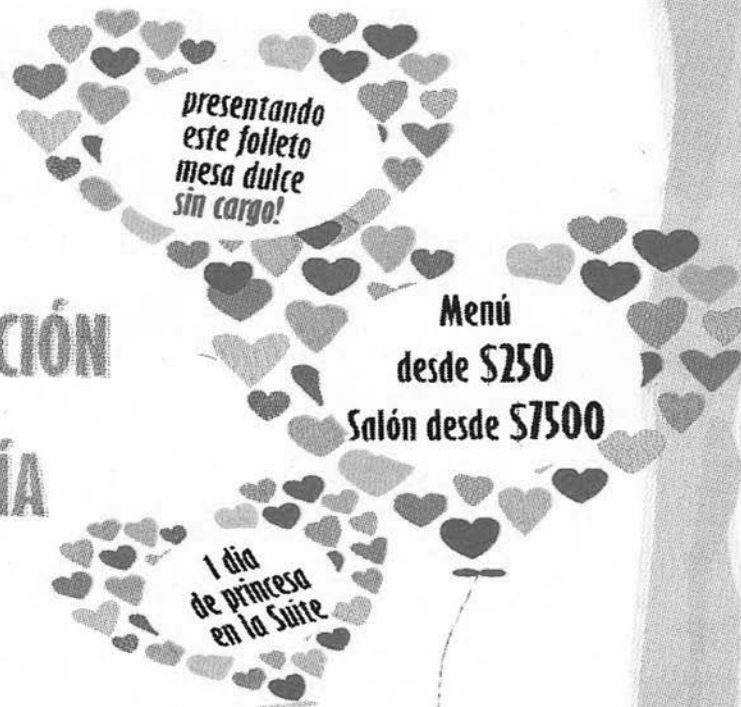 presentando
este folleto
mesa dulce
sin cargo!
Menú
desde $250
Salón desde $7500
1 dia
de princesa
en la Suite